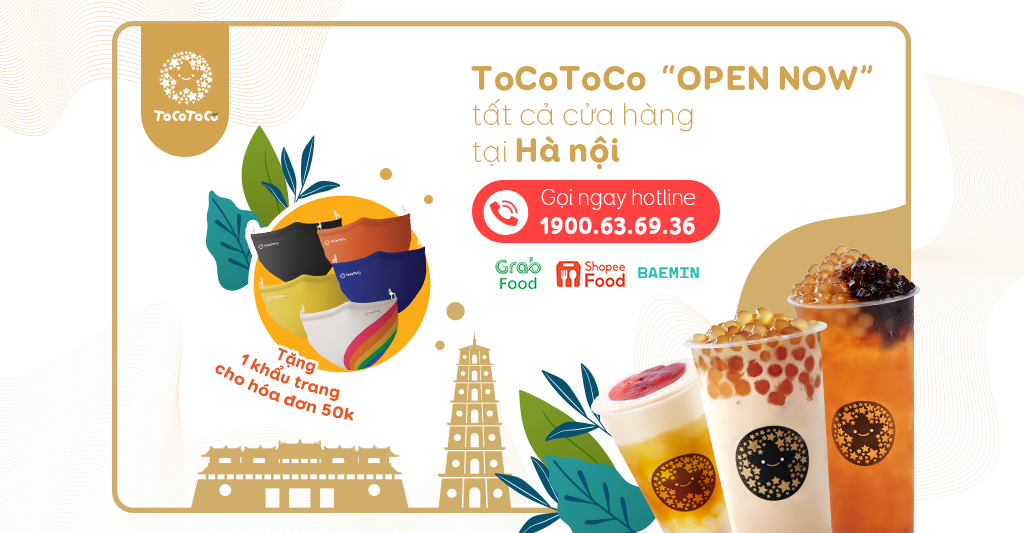 ToCoToCo
ToCoToCo "OPEN NOW"
tất cả cửa hàng
tại Hà nội
Gọi ngay hotline
1900.63.69.36
Grab
Food
Shopee
Food
BAEMIN
Tặng
1 khẩu trang
cho hóa đơn 50k